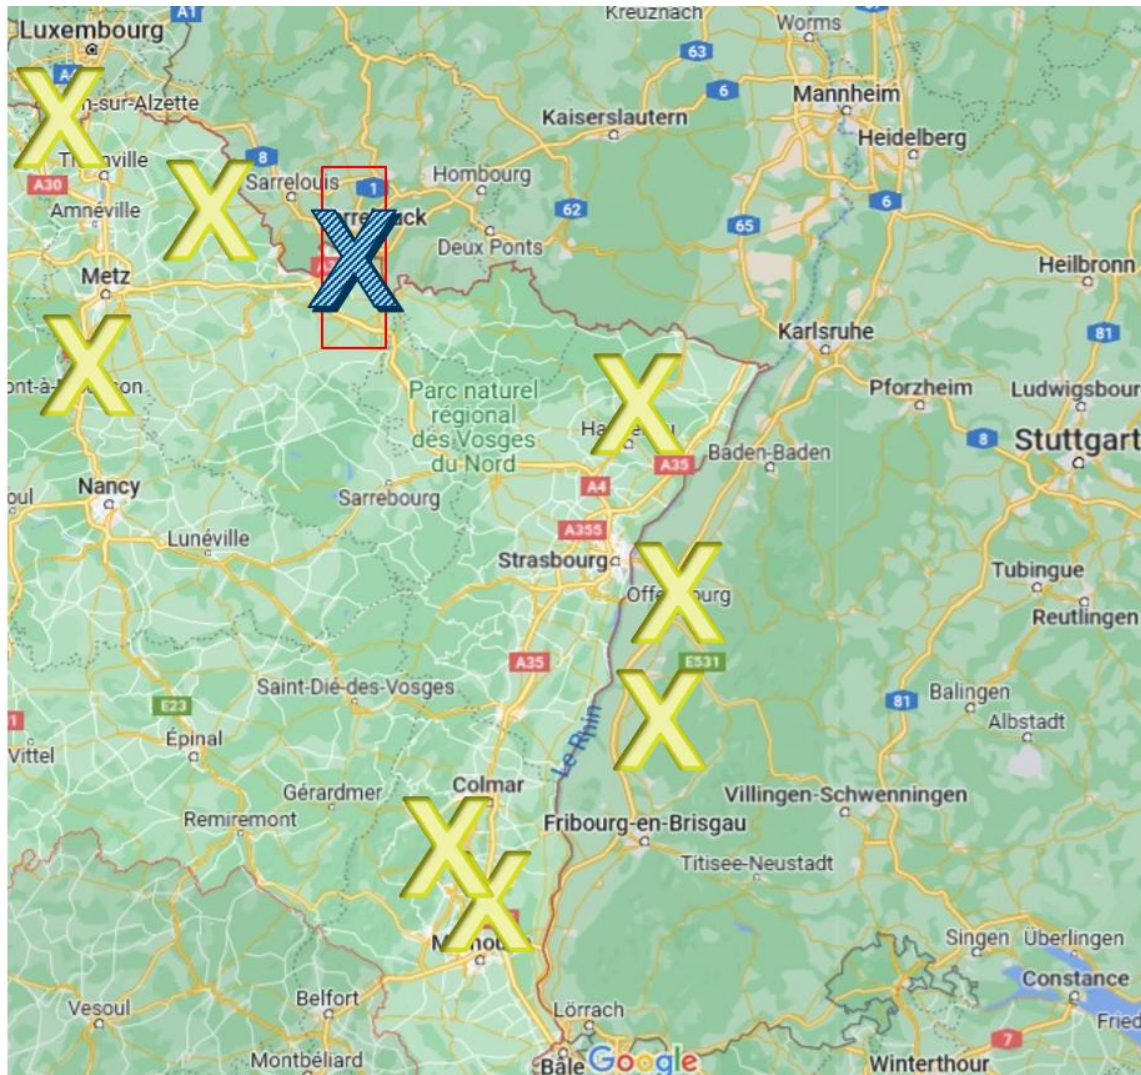 A1
Kreuznach
Luxembourg
Worms
63
6
Mannheim
sur-Alzette
Kaiserslautern
Heidelberg
8
A30
Sarrelouis
1
Hombourg
6
Amnéville
62
65
Deux Ponts
Metz
Heilbronn
Karlsruhe
81
Parc naturel
régional
des Vosges
du Nord
Pforzheim
8
Stuttgart
A35
Baden-Baden
Nancy
Sarrebourg
A4
A355
Lunéville
Strasbourg
Tubingue
Reutlingen
A35
E531
Saint-Dié-des-Vosges
E23
81
Balingen
Albstadt
Vittel
Épinal
Le Rhin
Colmar
Gérardmer
Villingen-Schwenningen
Remiremont
Fribourg-en-Brisgau
Titisee-Neustadt
Singen
Überlingen
Constance
Belfort
Vesoul
Lörrach
7
Montbéliard
Bâle
Google
Winterthour